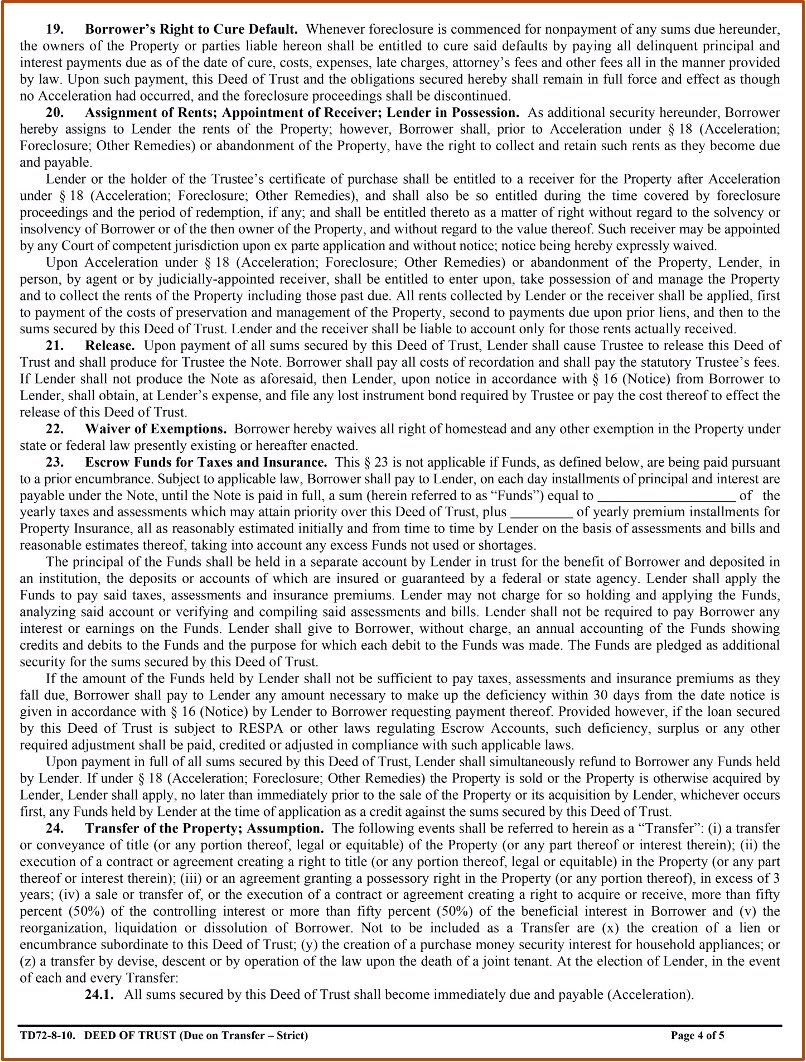 19. Borrower's Right to Cure Default. Whenever foreclosure is commenced for nonpayment of any sums due hereunder,
the owners of the Property or parties liable hereon shall be entitled to cure said defaults by paying all delinquent principal and
interest payments due as of the date of cure, costs, expenses, late charges, attorney's fees and other fees all in the manner provided
by law. Upon such payment, this Deed of Trust and the obligations secured hereby shall remain in full force and effect as though
no Acceleration had occurred, and the foreclosure proceedings shall be discontinued.
20. Assignment of Rents; Appointment of Receiver; Lender in Possession. As additional security hereunder, Borrower
hereby assigns to Lender the rents of the Property; however, Borrower shall, prior to Acceleration under § 18 (Acceleration;
Foreclosure; Other Remedies) or abandonment of the Property, have the right to collect and retain such rents as they become due
and payable.
Lender or the holder of the Trustee's certificate of purchase shall be entitled to a receiver for the Property after Acceleration
under § 18 (Acceleration; Foreclosure; Other Remedies), and shall also be so entitled during the time covered by foreclosure
proceedings and the period of redemption, if any; and shall be entitled thereto as a matter of right without regard to the solvency or
insolvency of Borrower or of the then owner of the Property, and without regard to the value thereof. Such receiver may be appointed
by any Court of competent jurisdiction upon ex parte application and without notice; notice being hereby expressly waived.
Upon Acceleration under § 18 (Acceleration; Foreclosure; Other Remedies) or abandonment of the Property, Lender, in
person, by agent or by judicially-appointed receiver, shall be entitled to enter upon, take possession of and manage the Property
and to collect the rents of the Property including those past due. All rents collected by Lender or the receiver shall be applied, first
to payment of the costs of preservation and management of the Property, second to payments due upon prior liens, and then to the
sums secured by this Deed of Trust. Lender and the receiver shall be liable to account only for those rents actually received.
21. Release. Upon payment of all sums secured by this Deed of Trust, Lender shall cause Trustee to release this Deed of
Trust and shall produce for Trustee the Note. Borrower shall pay all costs of recordation and shall pay the statutory Trustee's fees.
If Lender shall not produce the Note as aforesaid, then Lender, upon notice in accordance with § 16 (Notice) from Borrower to
Lender, shall obtain, at Lender's expense, and file any lost instrument bond required by Trustee or pay the cost thereof to effect the
release of this Deed of Trust.
22. Waiver of Exemptions. Borrower hereby waives all right of homestead and any other exemption in the Property under
state or federal law presently existing or hereafter enacted.
23. Escrow Funds for Taxes and Insurance. This § 23 is not applicable if Funds, as defined below, are being paid pursuant
to a prior encumbrance. Subject to applicable law, Borrower shall pay to Lender, on each day installments of principal and interest are
payable under the Note, until the Note is paid in full, a sum (herein referred to as "Funds") equal to ____________________ of the
yearly taxes and assessments which may attain priority over this Deed of Trust, plus _________ of yearly premium installments for
Property Insurance, all as reasonably estimated initially and from time to time by Lender on the basis of assessments and bills and
reasonable estimates thereof, taking into account any excess Funds not used or shortages.
The principal of the Funds shall be held in a separate account by Lender in trust for the benefit of Borrower and deposited in
an institution, the deposits or accounts of which are insured or guaranteed by a federal or state agency. Lender shall apply the
Funds to pay said taxes, assessments and insurance premiums. Lender may not charge for so holding and applying the Funds,
analyzing said account or verifying and compiling said assessments and bills. Lender shall not be required to pay Borrower any
interest or earnings on the Funds. Lender shall give to Borrower, without charge, an annual accounting of the Funds showing
credits and debits to the Funds and the purpose for which each debit to the Funds was made. The Funds are pledged as additional
security for the sums secured by this Deed of Trust.
If the amount of the Funds held by Lender shall not be sufficient to pay taxes, assessments and insurance premiums as they
fall due, Borrower shall pay to Lender any amount necessary to make up the deficiency within 30 days from the date notice is
given in accordance with § 16 (Notice) by Lender to Borrower requesting payment thereof. Provided however, if the loan secured
by this Deed of Trust is subject to RESPA or other laws regulating Escrow Accounts, such deficiency, surplus or any other
required adjustment shall be paid, credited or adjusted in compliance with such applicable laws.
Upon payment in full of all sums secured by this Deed of Trust, Lender shall simultaneously refund to Borrower any Funds held
by Lender. If under § 18 (Acceleration; Foreclosure; Other Remedies) the Property is sold or the Property is otherwise acquired by
Lender, Lender shall apply, no later than immediately prior to the sale of the Property or its acquisition by Lender, whichever occurs
first, any Funds held by Lender at the time of application as a credit against the sums secured by this Deed of Trust.
24. Transfer of the Property; Assumption. The following events shall be referred to herein as a "Transfer": (i) a transfer
or conveyance of title (or any portion thereof, legal or equitable) of the Property (or any part thereof or interest therein); (ii) the
execution of a contract or agreement creating a right to title (or any portion thereof, legal or equitable) in the Property (or any part
thereof or interest therein); (iii) or an agreement granting a possessory right in the Property (or any portion thereof), in excess of 3
years; (iv) a sale or transfer of, or the execution of a contract or agreement creating a right to acquire or receive, more than fifty
percent (50%) of the controlling interest or more than fifty percent (50%) of the beneficial interest in Borrower and (v) the
reorganization, liquidation or dissolution of Borrower. Not to be included as a Transfer are (x) the creation of a lien or
encumbrance subordinate to this Deed of Trust; (y) the creation of a purchase money security interest for household appliances; or
(z) a transfer by devise, descent or by operation of the law upon the death of a joint tenant. At the election of Lender, in the event
of each and every Transfer:
24.1. All sums secured by this Deed of Trust shall become immediately due and payable (Acceleration).
TD72-8-10. DEED OF TRUST (Due on Transfer – Strict) Page 4 of 5